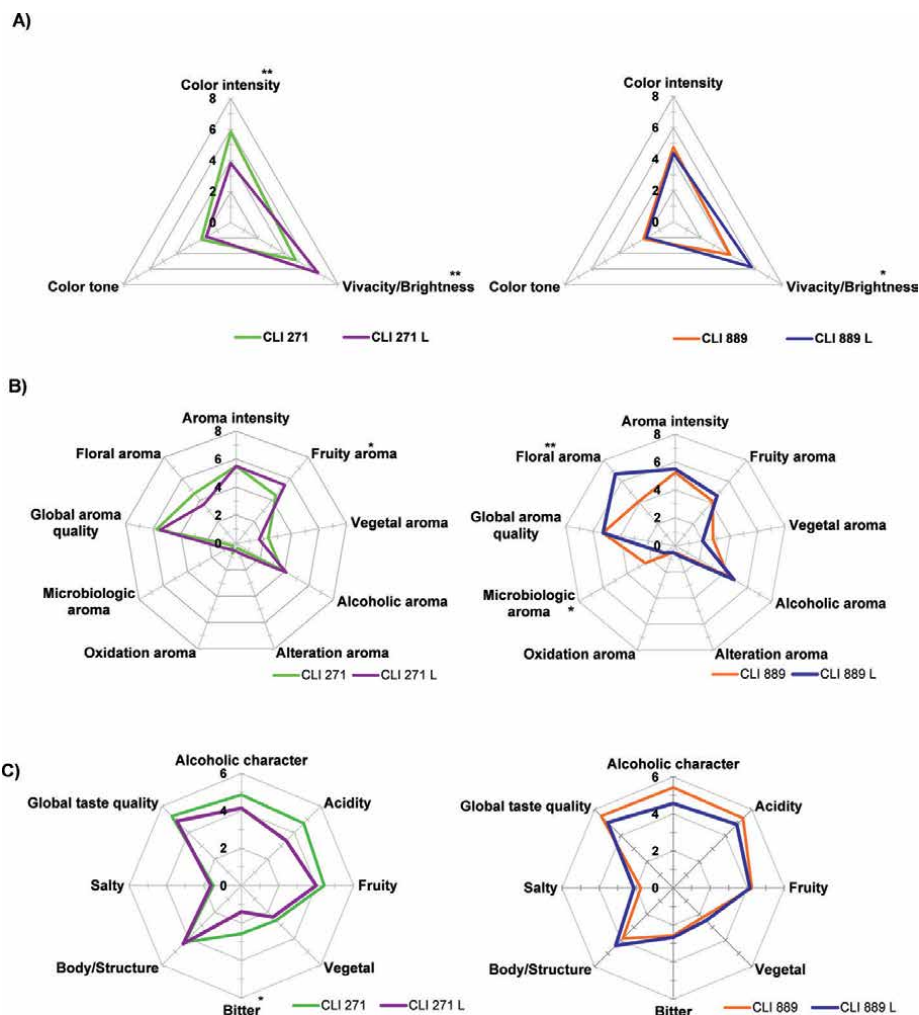 A)
**
Color intensity
8
6
4
2
0
Color tone
Vivacity/Brightness
**
CLI 271
CLI 271 L
Color intensity
8
6
4
2
0
Vivacity/Brightness
*
CLI 889
CLI 889 L
B)
Aroma intensity
8
6
4
2
0
Floral aroma
Fruity aroma
*
Global aroma
quality
Vegetal aroma
Microbiologic
aroma
Alcoholic aroma
Oxidation aroma
Alteration aroma
CLI 271
CLI 271 L
Aroma intensity
8
6
4
2
0
**
Floral aroma
Fruity aroma
Global aroma
quality
Vegetal aroma
Microbiologic
aroma
*
Alcoholic aroma
Oxidation aroma
Alteration aroma
CLI 889
CLI 889 L
C)
Alcoholic character
6
4
2
0
Global taste quality
Acidity
Salty
Fruity
Body/Structure
Vegetal
Bitter
*
CLI 271
CLI 271 L
Alcoholic character
6
4
2
0
Global taste quality
Acidity
Salty
Fruity
Body/Structure
Vegetal
Bitter
CLI 889
CLI 889 L